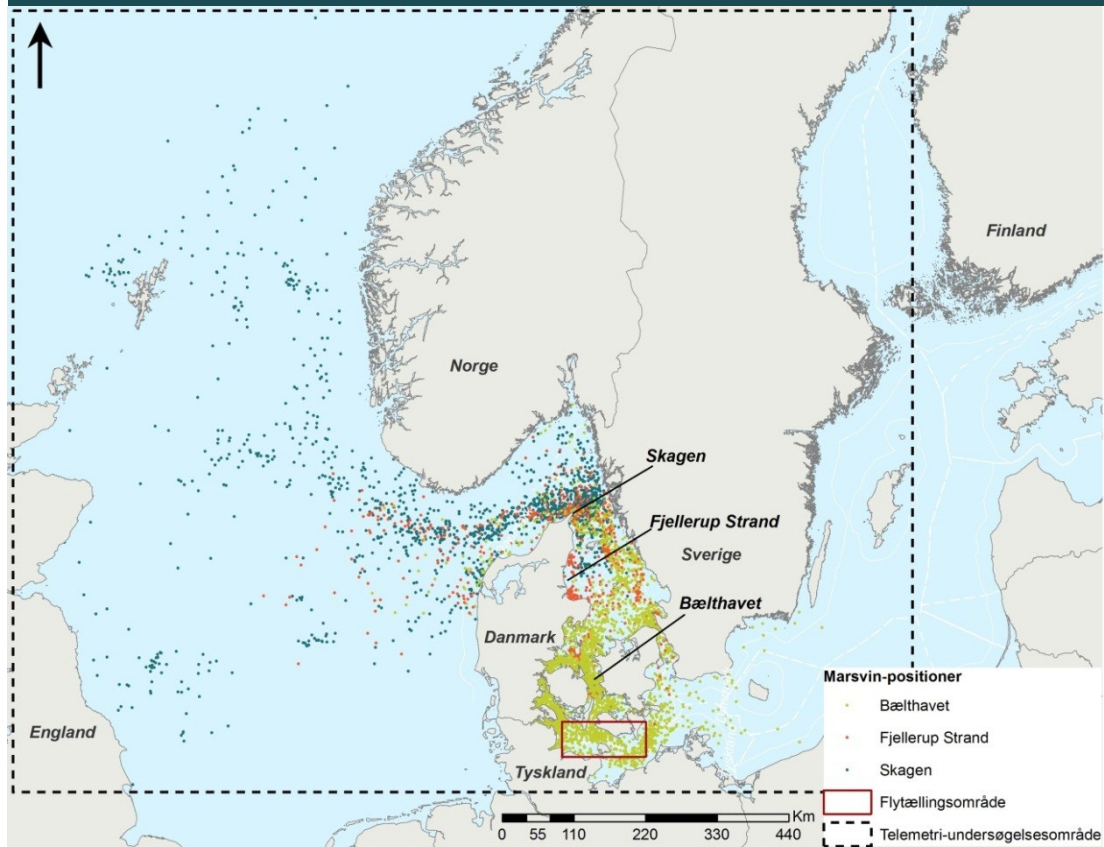 Finland
Norge
Skagen
Fjellerup Strand
Sverige
Bælthavet
Danmark
England
Tyskland
Marsvin-positioner
Bælthavet
Fjellerup Strand
Skagen
Flytællingsområde
Telemetri-undersøgelsesområde
Km
0 55 110 220 330 440